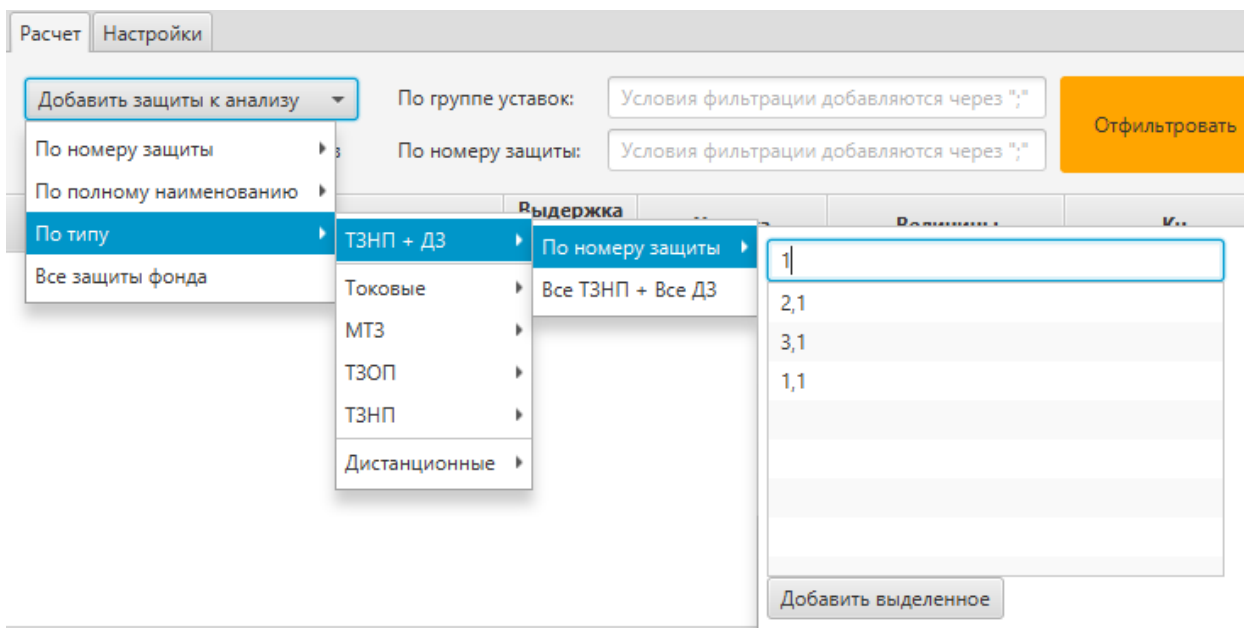 Расчет Настройки
Добавить защиты к анализу По группе уставок: Условия фильтрации добавляются через ";" Отфильтровать
По номеру защиты По номеру защиты: Условия фильтрации добавляются через ";"
По полному наименованию
Выдержка
По типу ТЗНП + ДЗ По номеру защиты 1
Все защиты фонда Токовые Все ТЗНП + Все ДЗ 2,1
МТЗ 3,1
ТЗОП 1,1
ТЗНП
Дистанционные
Добавить выделенное